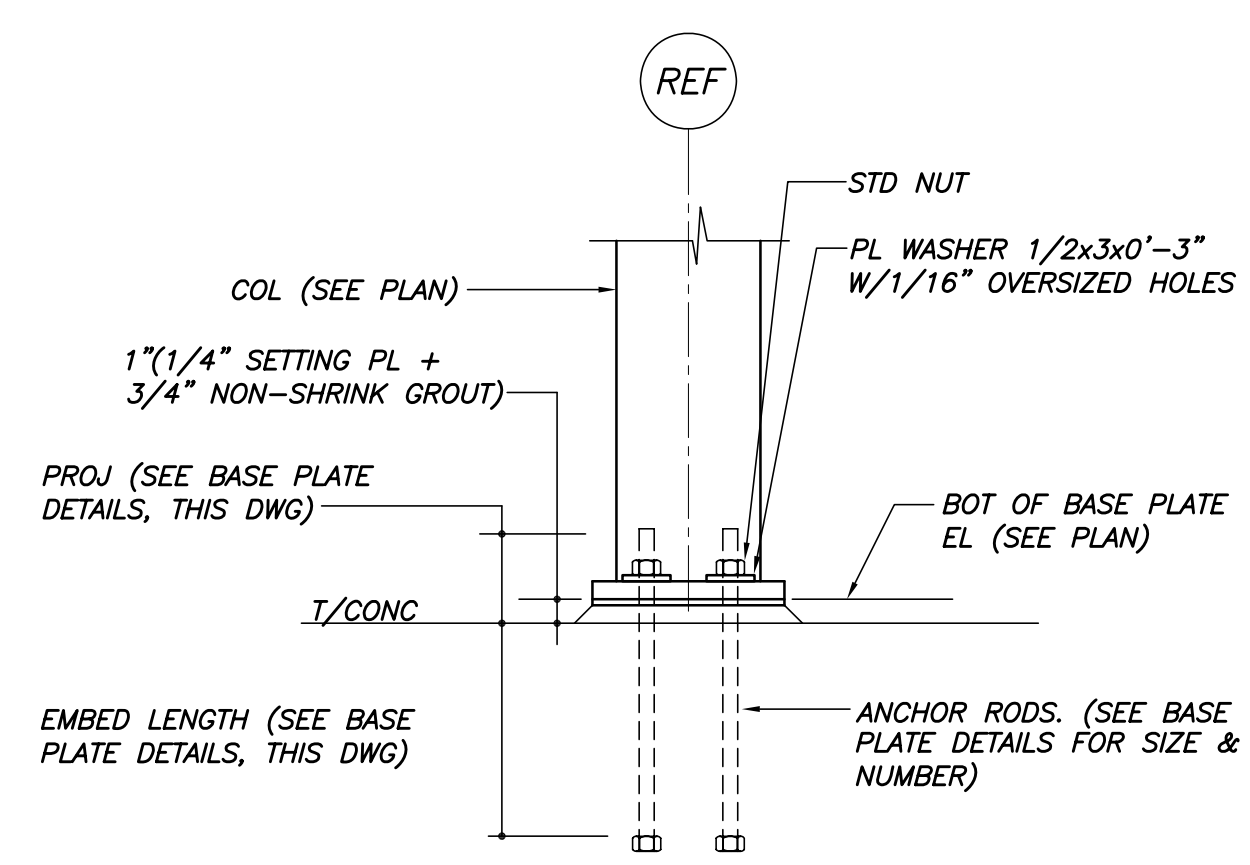 REF
STD NUT
PL WASHER 1/2x3x0'-3"
W/1/16" OVERSIZED HOLES
COL (SEE PLAN)
1"(1/4" SETTING PL +
3/4" NON-SHRINK GROUT)
PROJ (SEE BASE PLATE
DETAILS, THIS DWG)
BOT OF BASE PLATE
EL (SEE PLAN)
T/CONC
EMBED LENGTH (SEE BASE
PLATE DETAILS, THIS DWG)
ANCHOR RODS. (SEE BASE
PLATE DETAILS FOR SIZE &
NUMBER)